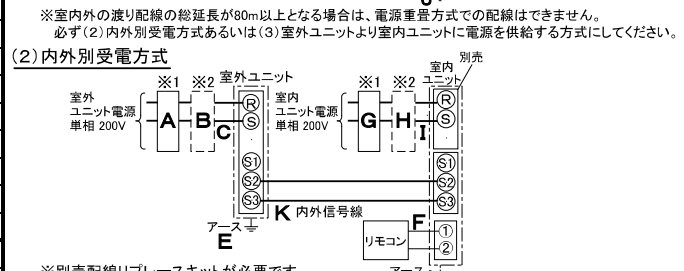 ※室内外の渡り配線の総延長が80m以上となる場合は、電源重畳方式での配線はできません。
必ず(2)内外別受電方式あるいは(3)室外ユニットより室内ユニットに電源を供給する方式にしてください。
(2)内外別受電方式
別売
※1 ※2 室外ユニット
※1 ※2 室内ユニット
室外
ユニット電源
単相 200V
A B C
R
S
S1
S2
S3
室内
ユニット電源
単相 200V
G H I
R
S
S1
S2
S3
K 内外信号線
アース
E
リモコン
F
1
2
アース
※別売配線リプレースキットが必要です